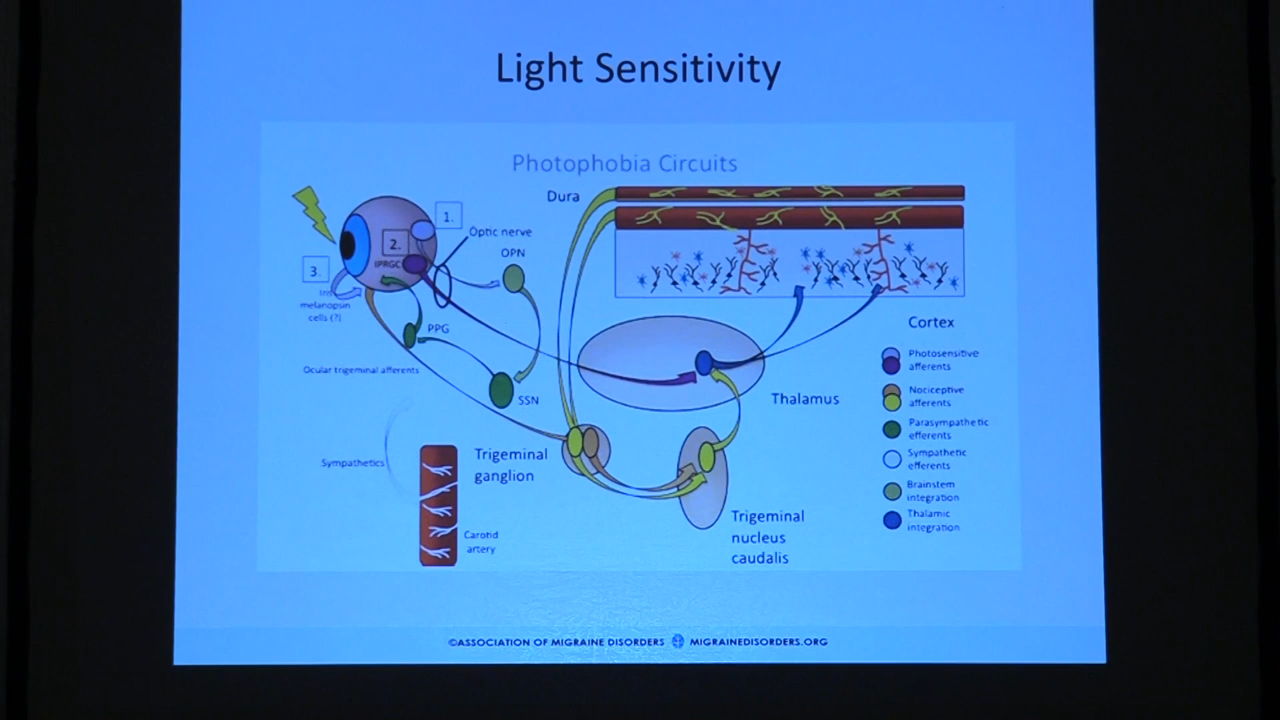 Light Sensitivity
Photophobia Circuits
Dura
1.
Optic nerve
2.
OPN
IPRGC
3.
Iris
melanopsin
cells (?)
PPG
Ocular trigeminal afferents
SSN
Thalamus
Cortex
Photosensitive
afferents
Nociceptive
afferents
Parasympathetic
efferents
Sympathetic
efferents
Brainstem
integration
Thalamic
integration
Trigeminal
ganglion
Sympathetics
Carotid
artery
Trigeminal
nucleus
caudalis
©ASSOCIATION OF MIGRAINE DISORDERS MIGRAINEDISORDERS.ORG